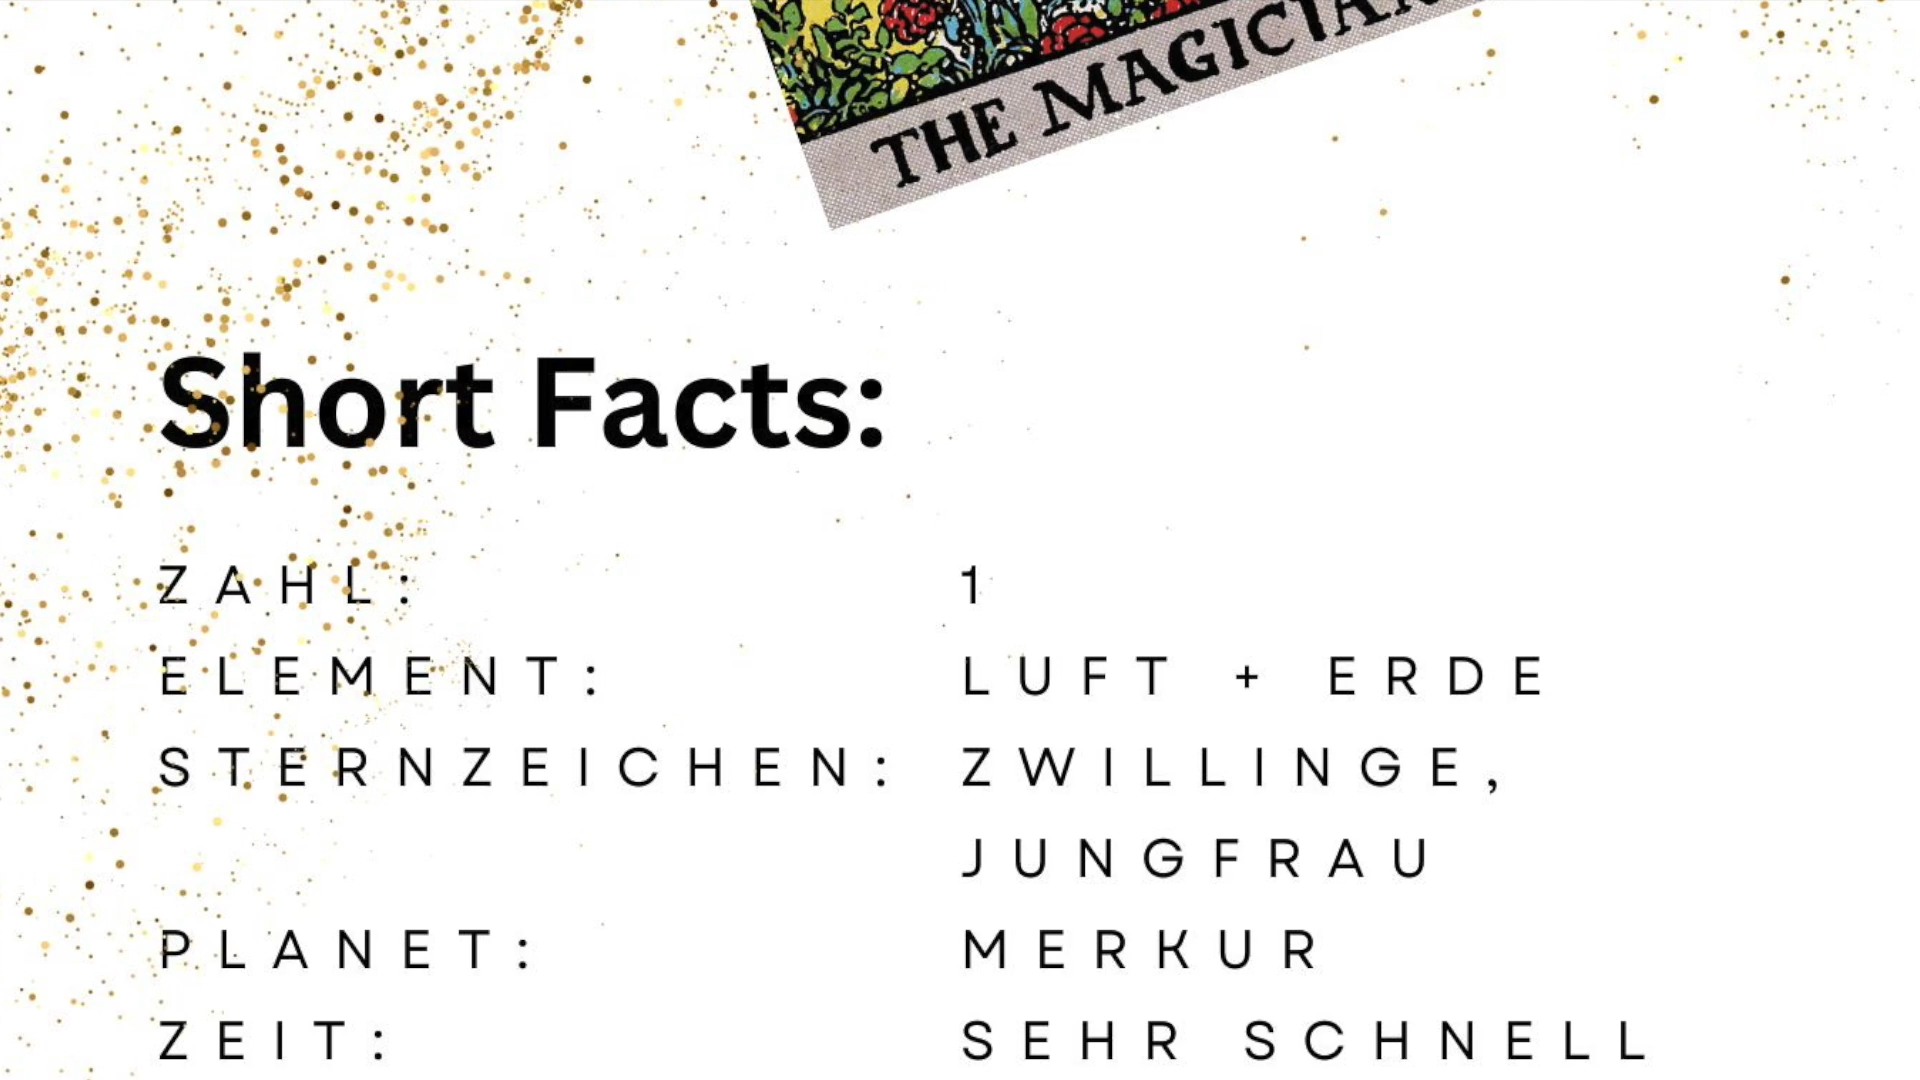 THE MAGICIAN
Short Facts:
ZAHL: 1
ELEMENT: LUFT + ERDE
STERNZEICHEN: ZWILLINGE,
JUNGFRAU
PLANET: MERKUR
ZEIT: SEHR SCHNELL